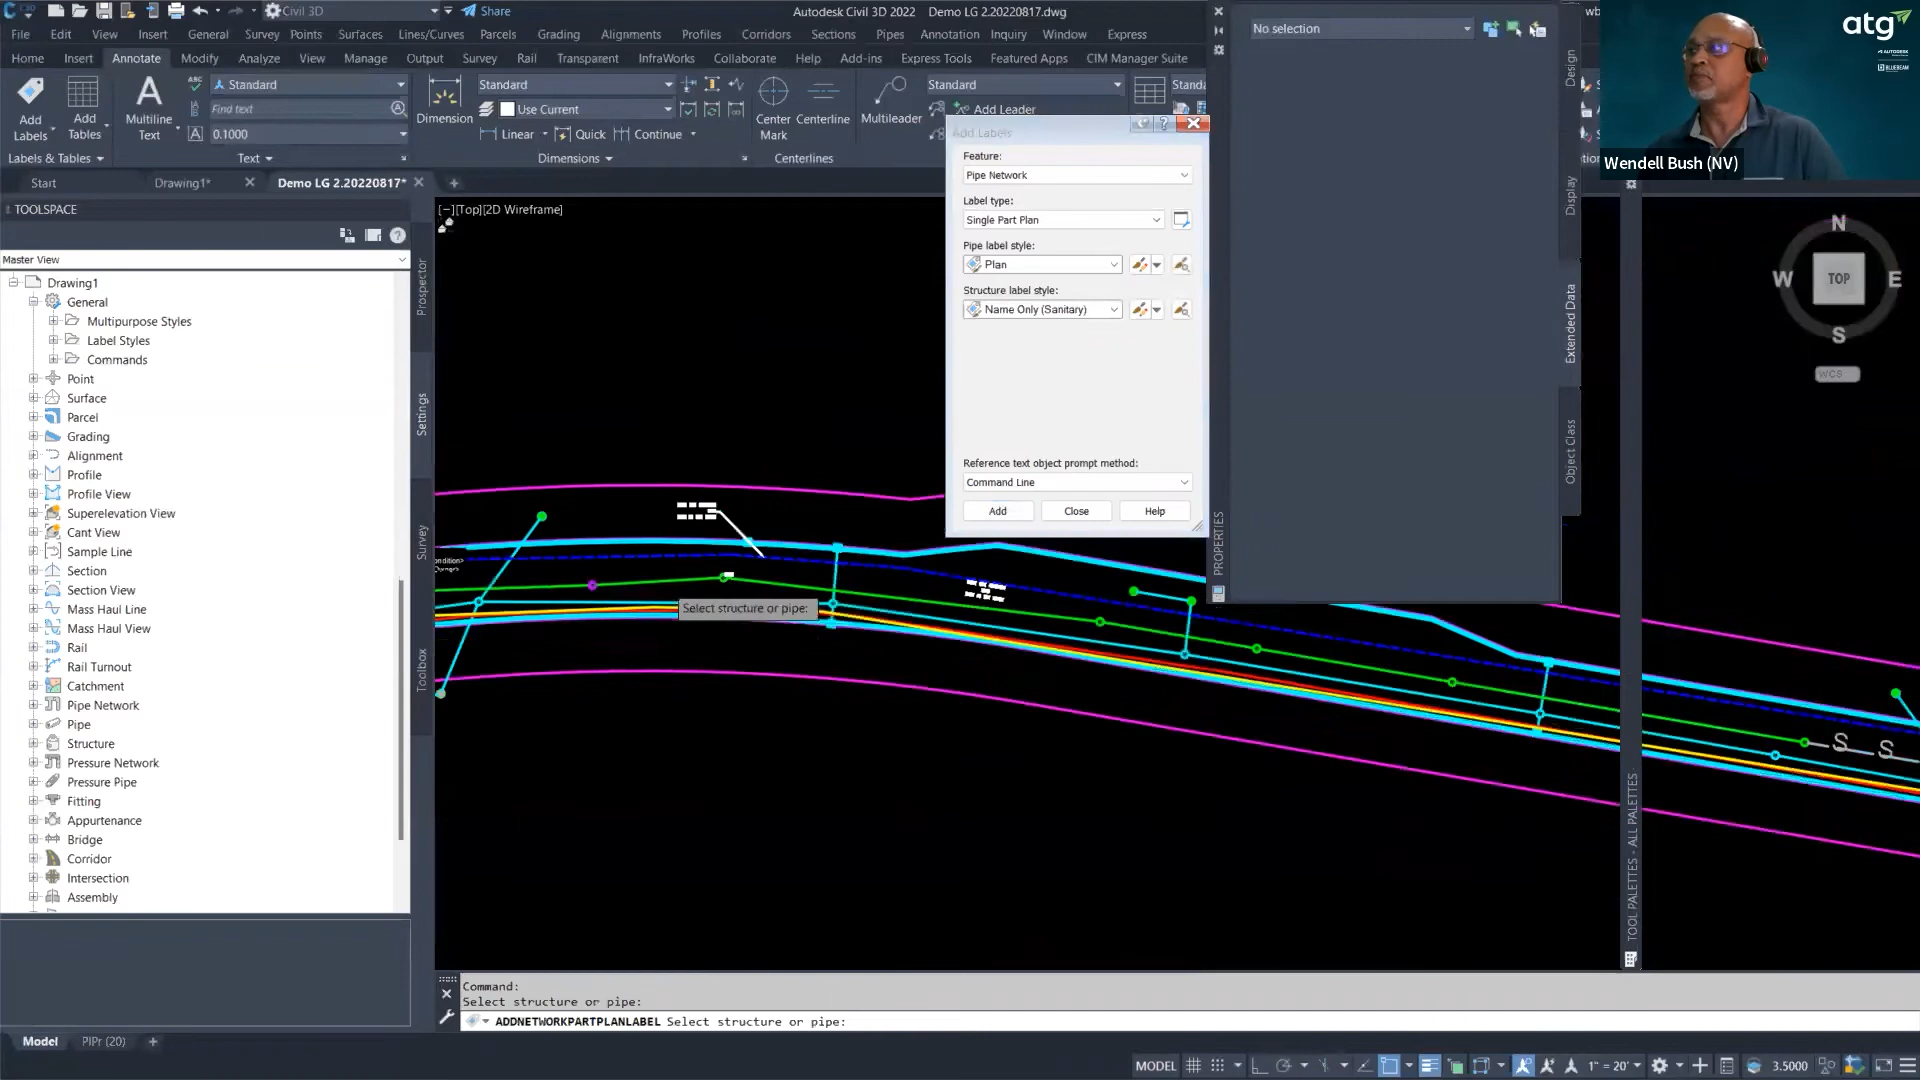 Civil 3D
Share
Autodesk Civil 3D 2022 Demo LG 2.20220817.dwg
File Edit View Insert General Survey Points Surfaces Lines/Curves Parcels Grading Alignments Profiles Corridors Sections Pipes Annotation Inquiry Window Express
Home Insert Annotate Modify Analyze View Manage Output Survey Rail Transparent InfraWorks Collaborate Help Add-ins Express Tools Featured Apps CIM Manager Suite
Add Labels
Add Tables
Labels & Tables
Multiline Text
ABC
Standard
Find text
0.1000
Text
Dimension
Standard
Use Current
Linear Quick Continue
Dimensions
Center Mark
Centerline
Centerlines
Multileader
Standard
Add Leader
Start
Drawing1*
Demo LG 2.20220817*
TOOLSPACE
Master View
Drawing1
General
Multipurpose Styles
Label Styles
Commands
Point
Surface
Parcel
Grading
Alignment
Profile
Profile View
Superelevation View
Cant View
Sample Line
Section
Section View
Mass Haul Line
Mass Haul View
Rail
Rail Turnout
Catchment
Pipe Network
Pipe
Structure
Pressure Network
Pressure Pipe
Fitting
Appurtenance
Bridge
Corridor
Intersection
Assembly
Prospector
Settings
Survey
Toolbox
[−][Top][2D Wireframe]
Add Labels
Feature:
Pipe Network
Label type:
Single Part Plan
Pipe label style:
Plan
Structure label style:
Name Only (Sanitary)
Reference text object prompt method:
Command Line
Add Close Help
Select structure or pipe:
No selection
Design
Display
Extended Data
Object Class
PROPERTIES
TOOL PALETTES - ALL PALETTES
atg
AUTODESK
BLUEBEAM
Wendell Bush (NV)
N
W TOP E
S
WCS
S S
Command:
Select structure or pipe:
ADDNETWORKPARTPLANLABEL Select structure or pipe:
Model PIPr (20) +
MODEL 1" = 20' 3.5000